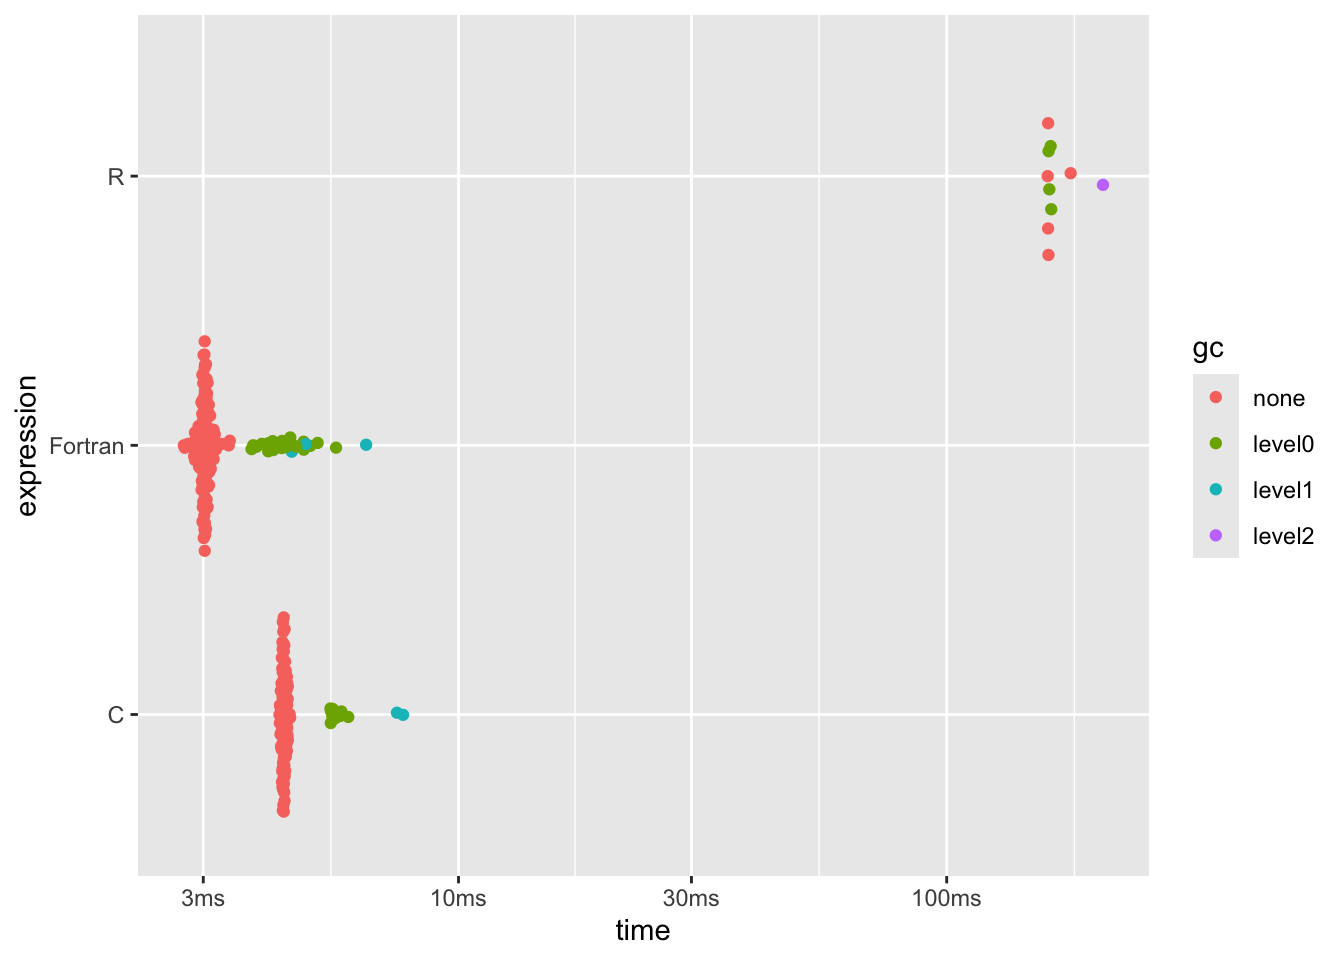 R
Fortran
C
expression
3ms
10ms
30ms
100ms
time
gc
none
level0
level1
level2